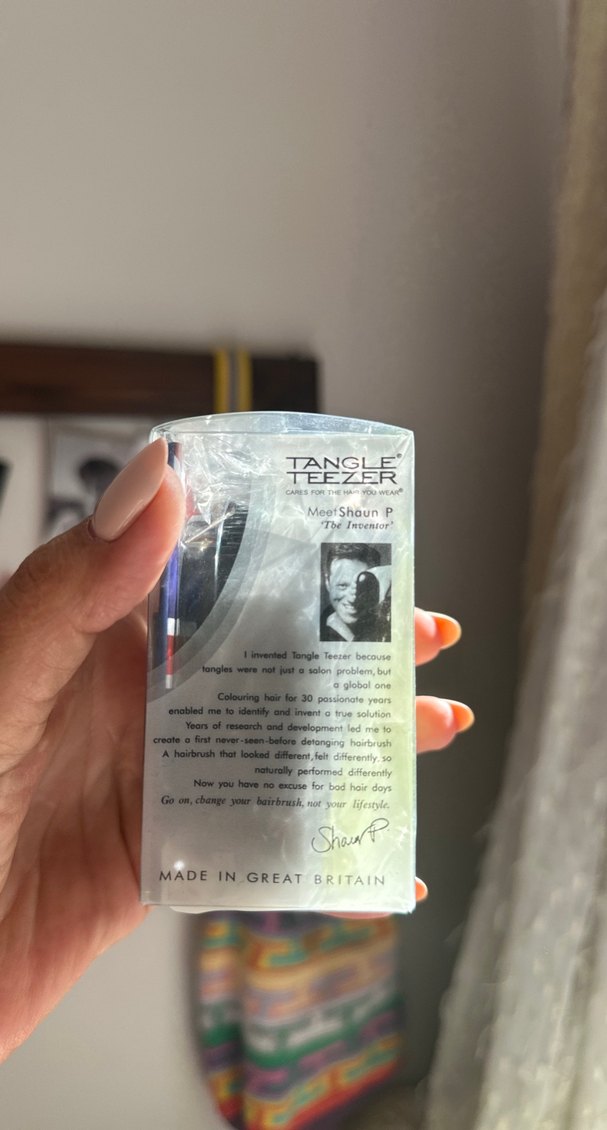 TANGLE®
TEEZER
CARES FOR THE HAIR YOU WEAR®
Meet Shaun P
'The Inventor'
I invented Tangle Teezer because
tangles were not just a salon problem, but
a global one
Colouring hair for 30 passionate years
enabled me to identify and invent a true solution
Years of research and development led me to
create a first never-seen-before detanging hairbrush
A hairbrush that looked different, felt differently, so
naturally performed differently
Now you have no excuse for bad hair days
Go on, change your hairbrush, not your lifestyle.
Shaun P
MADE IN GREAT BRITAIN